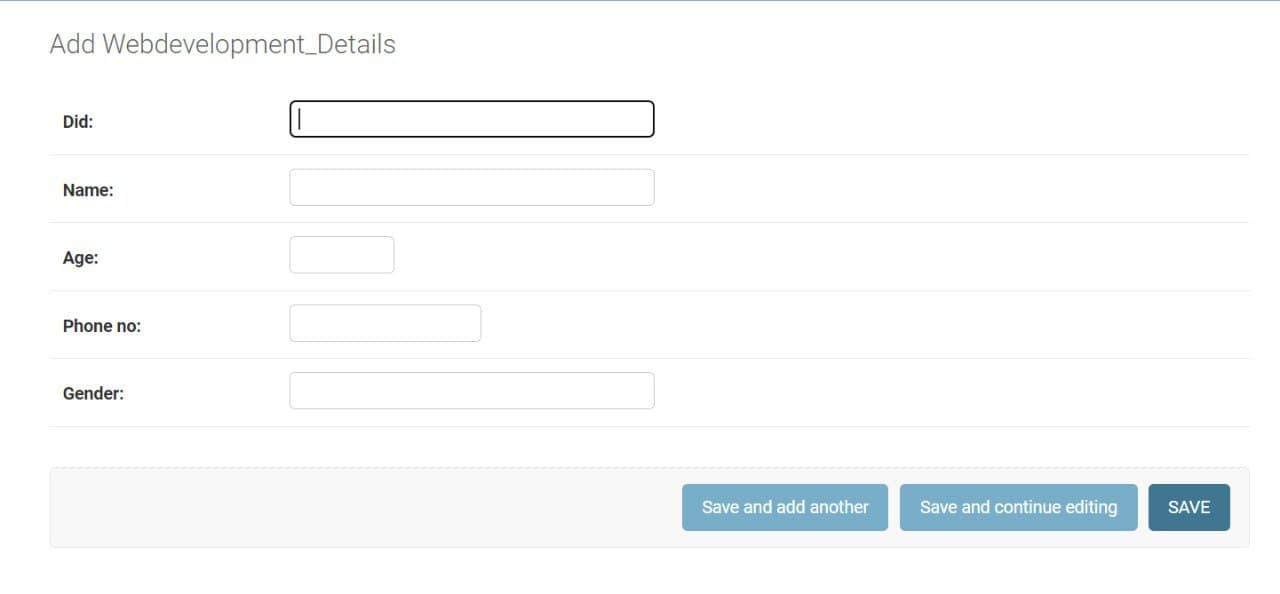 Add Webdevelopment_Details
Did:
Name:
Age:
Phone no:
Gender:
Save and add another Save and continue editing SAVE